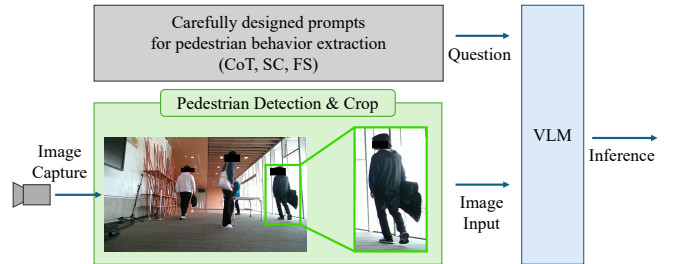 Carefully designed prompts
for pedestrian behavior extraction
(CoT, SC, FS)
Question
Pedestrian Detection & Crop
Image
Capture
Image
Input
VLM
Inference